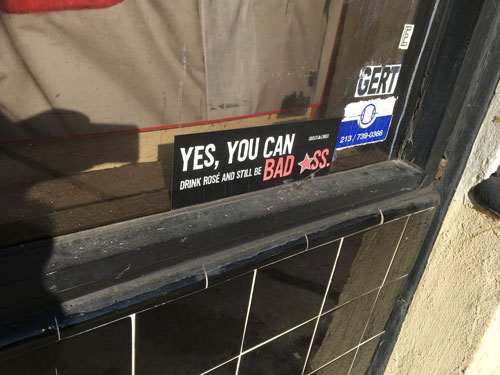 GERT
213 / 739-0366
YES, YOU CAN
DRINK ROSÉ AND STILL BE BAD ★SS.